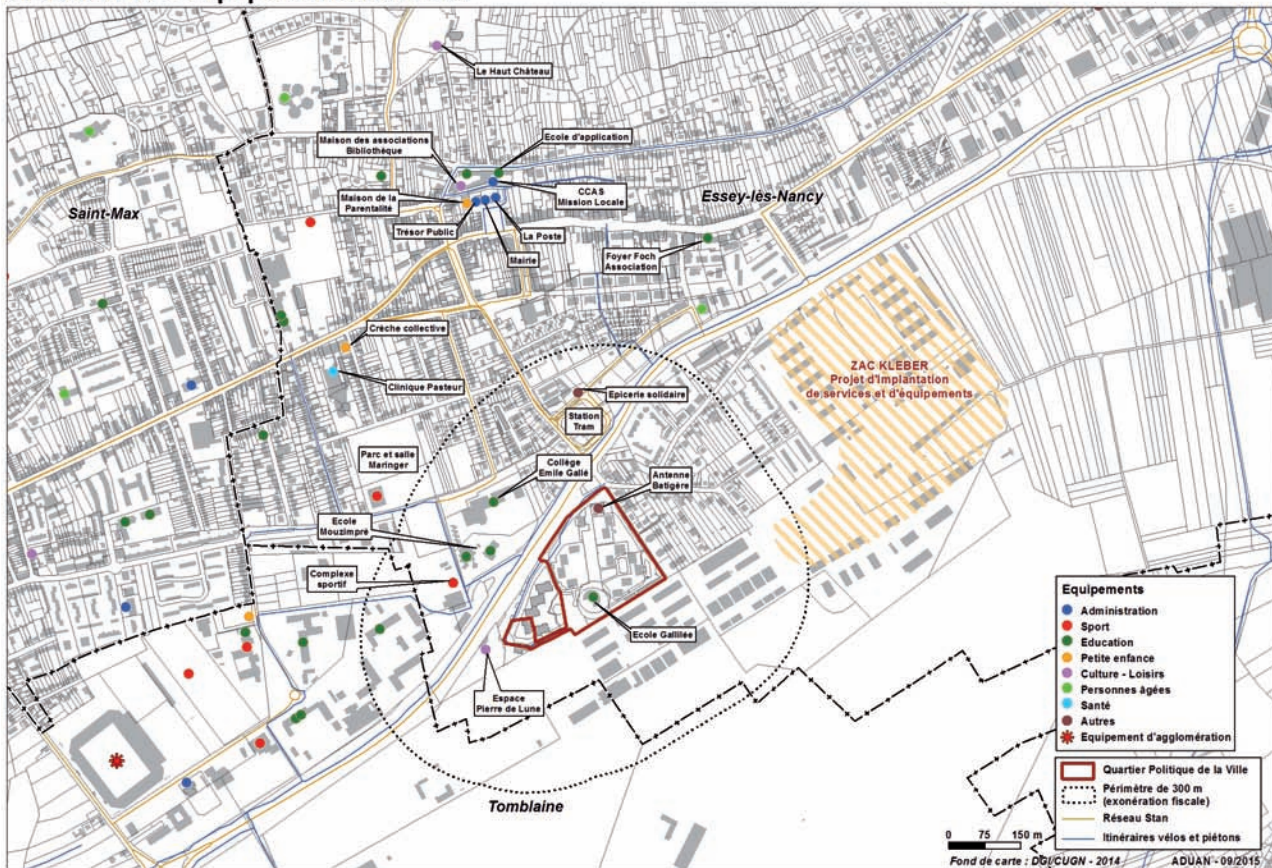 Le Haut Château
Ecole d'application
Maison des associations
Bibliothèque
CCAS
Mission Locale
Essey-lès-Nancy
Saint-Max
Maison de la
Parentalité
Trésor Public
La Poste
Mairie
Foyer Foch
Association
Crèche collective
Clinique Pasteur
ZAC KLEBER
Projet d'implantation
de services et d'équipements
Epicerie solidaire
Station
Tram
Parc et salle
Maringer
Collège
Emile Gallé
Antenne
Batigère
Ecole
Mouzimpré
Complexe
sportif
Ecole Gallilée
Espace
Pierre de Lune
Tomblaine
Equipements
Administration
Sport
Education
Petite enfance
Culture - Loisirs
Personnes âgées
Santé
Autres
Equipement d'agglomération
Quartier Politique de la Ville
Périmètre de 300 m
(exonération fiscale)
Réseau Stan
Itinéraires vélos et piétons
0 75 150 m
Fond de carte : DGI/CUGN - 2014 ADUAN - 09/2015